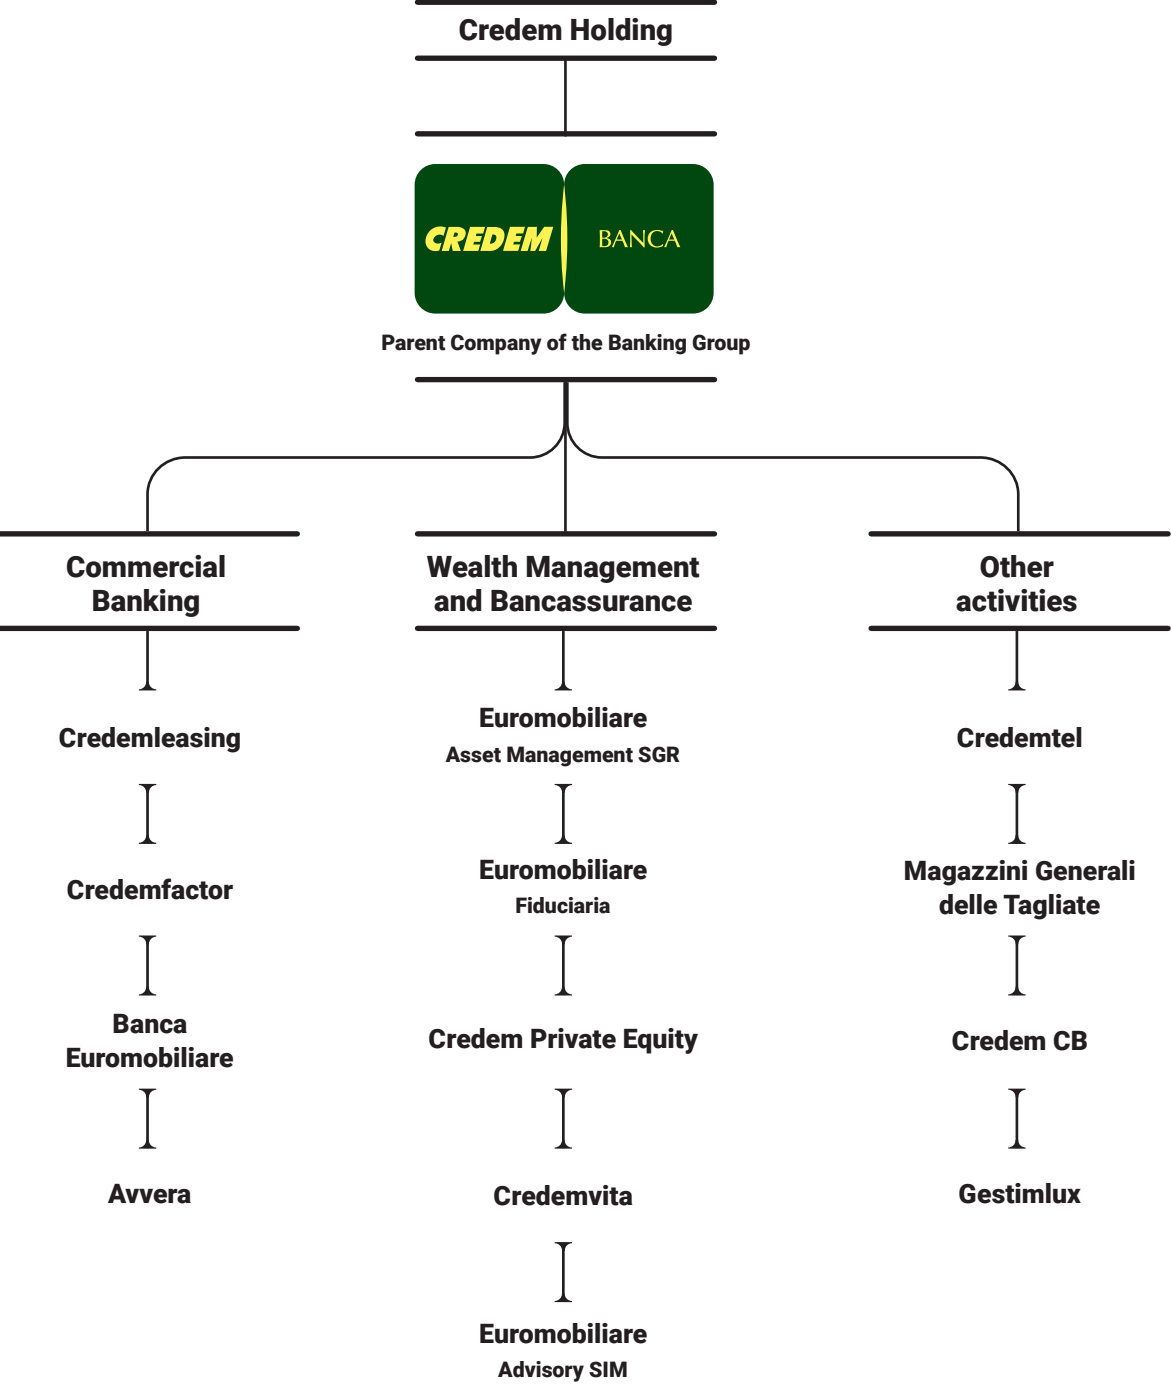 Credem Holding
CREDEM BANCA
Parent Company of the Banking Group
Commercial
Banking
Credemleasing
Credemfactor
Banca
Euromobiliare
Avvera
Wealth Management
and Bancassurance
Euromobiliare
Asset Management SGR
Euromobiliare
Fiduciaria
Credem Private Equity
Credemvita
Euromobiliare
Advisory SIM
Other
activities
Credemtel
Magazzini Generali
delle Tagliate
Credem CB
Gestimlux